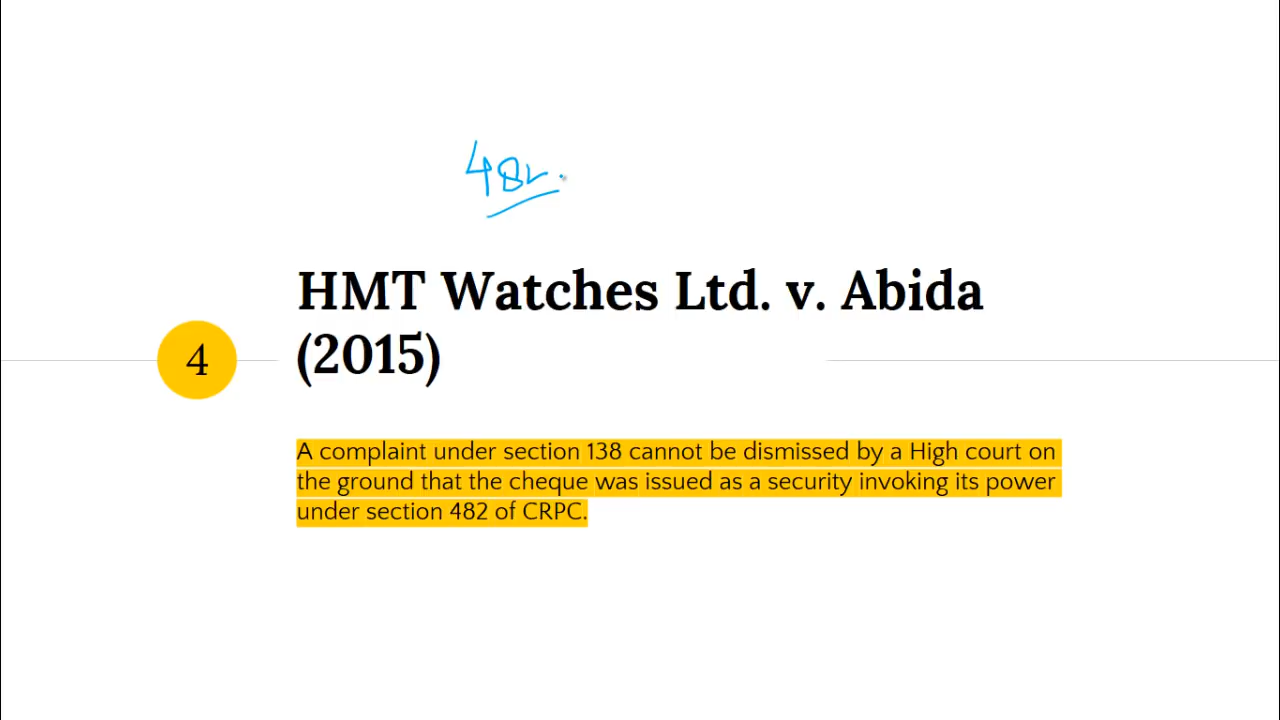 482.
HMT Watches Ltd. v. Abida
(2015)
4
A complaint under section 138 cannot be dismissed by a High court on
the ground that the cheque was issued as a security invoking its power
under section 482 of CRPC.